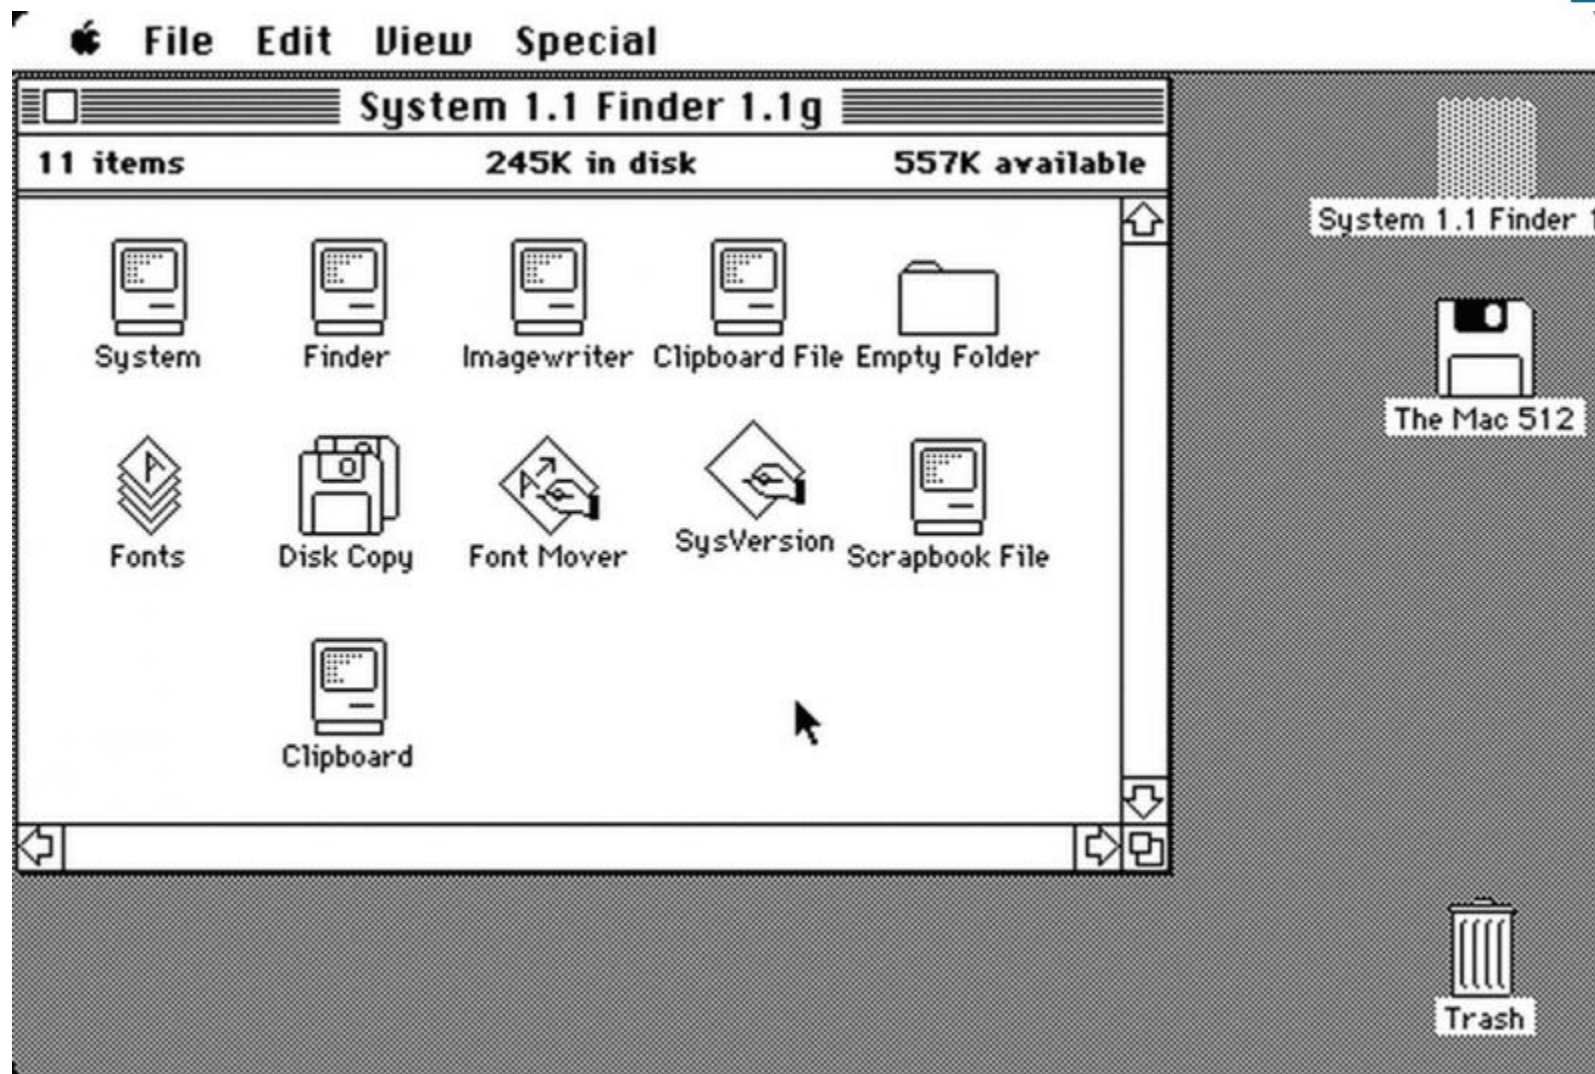 File Edit View Special
System 1.1 Finder 1.1g
11 items 245K in disk 557K available
System Finder Imagewriter Clipboard File Empty Folder
Fonts Disk Copy Font Mover SysVersion Scrapbook File
Clipboard
System 1.1 Finder
The Mac 512
Trash